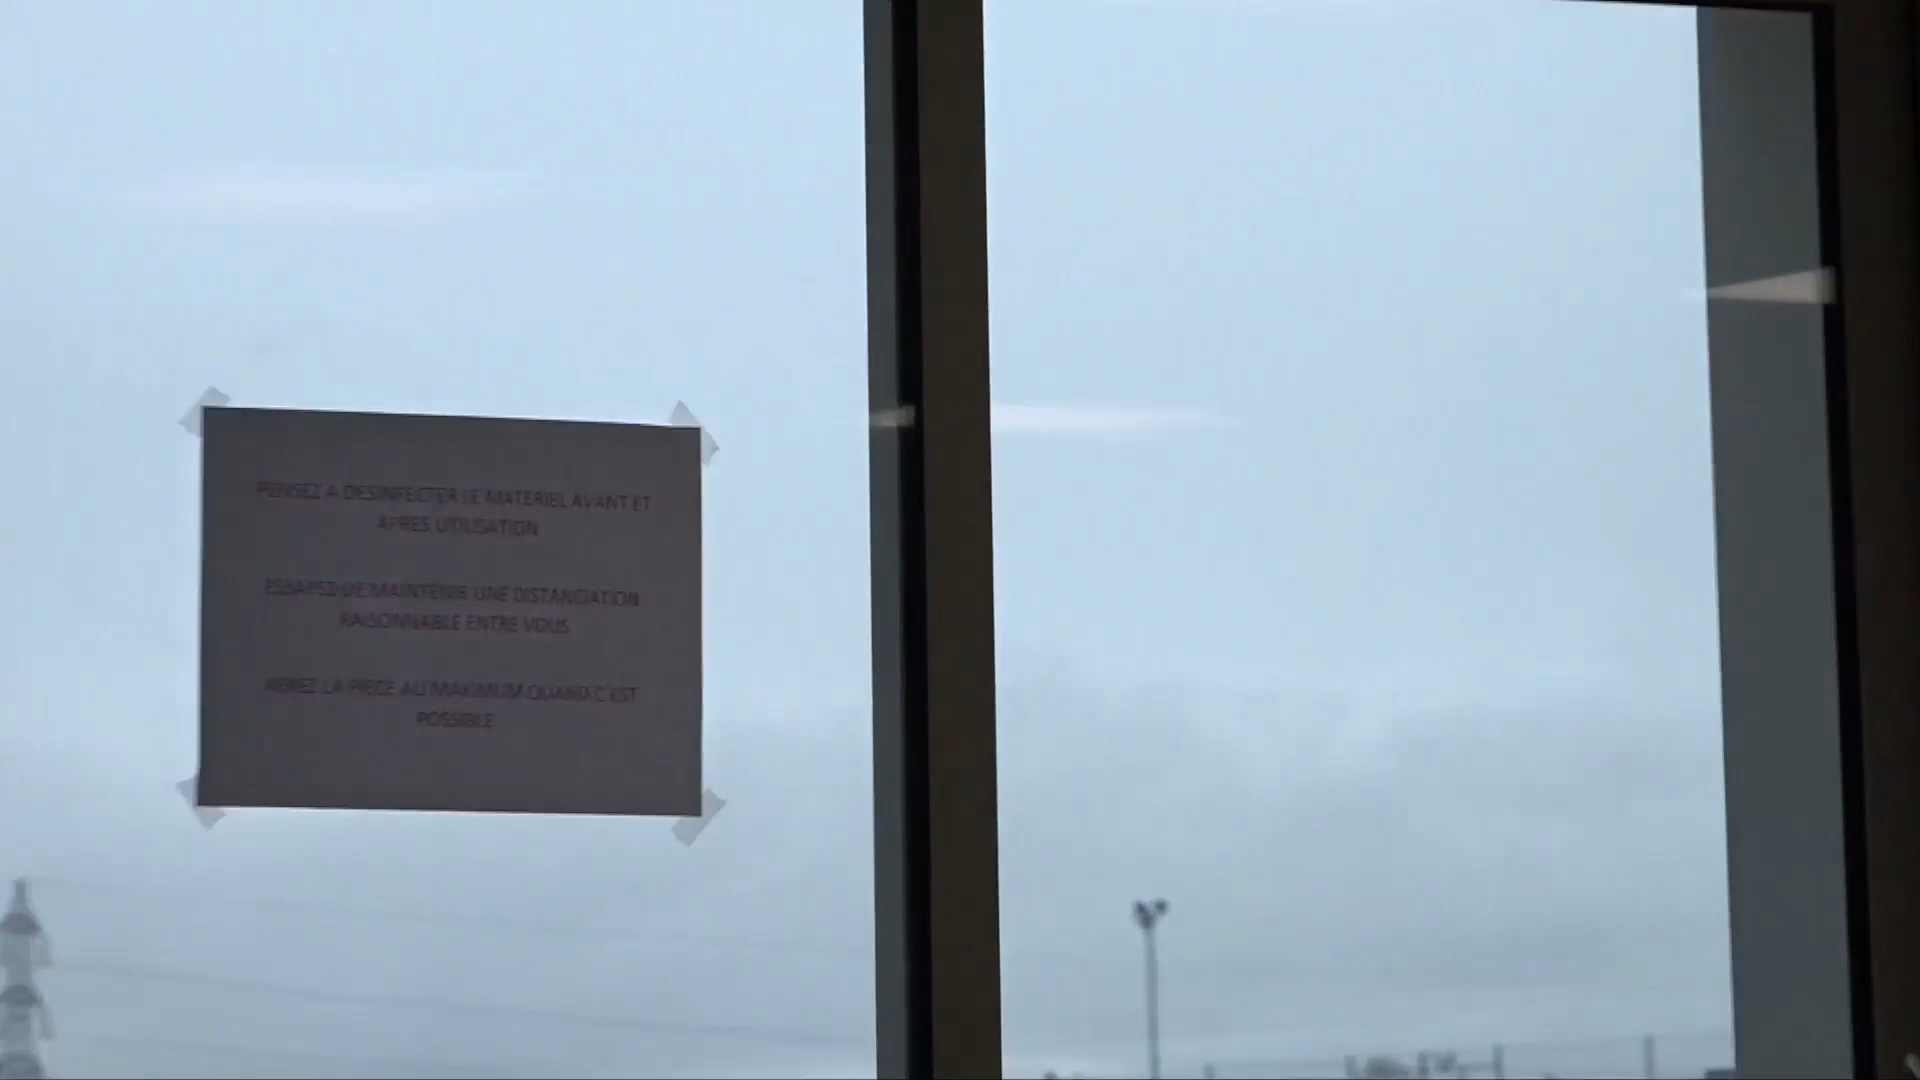 PENSEZ A DESINFECTER LE MATERIEL AVANT ET
APRES UTILISATION
ESSAYEZ DE MAINTENIR UNE DISTANCIATION
RAISONNABLE ENTRE VOUS
AEREZ LA PIECE AU MAXIMUM QUAND C EST
POSSIBLE